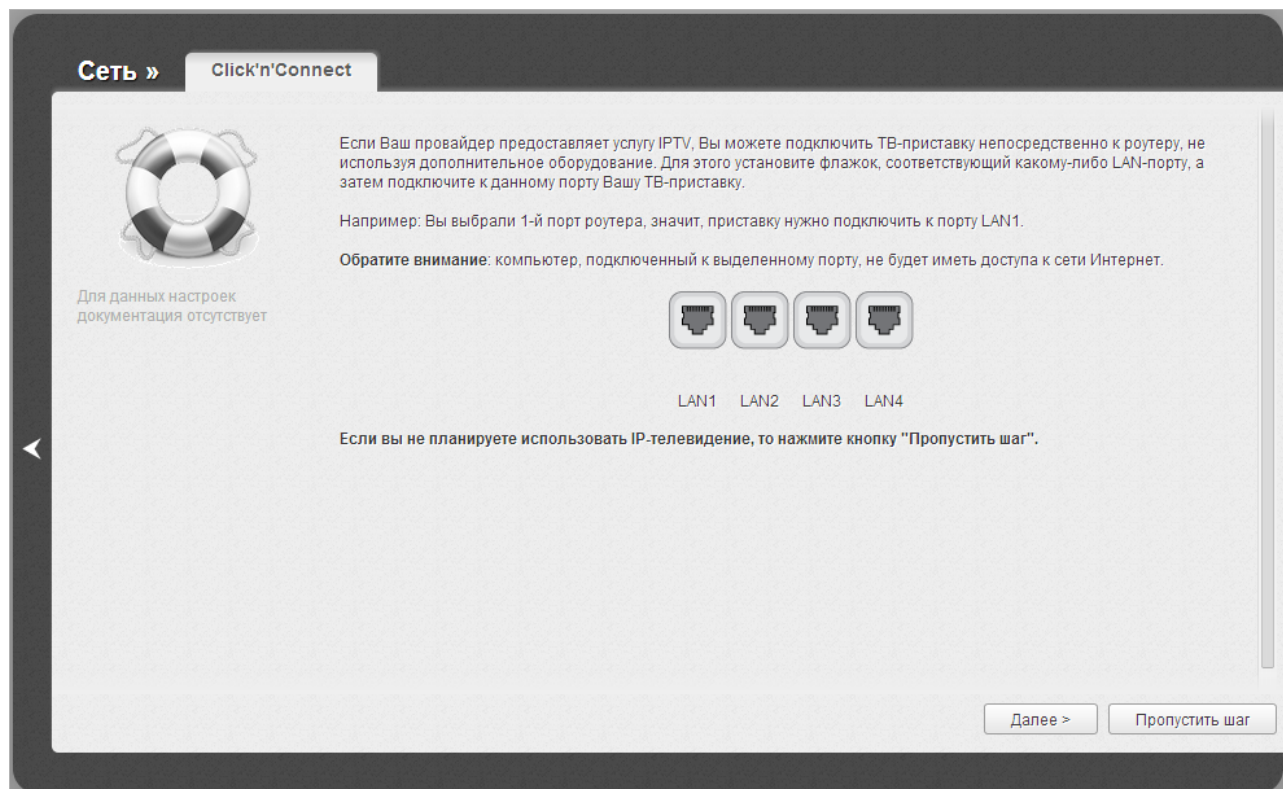 Сеть »
Click'n'Connect
Если Ваш провайдер предоставляет услугу IPTV, Вы можете подключить ТВ-приставку непосредственно к роутеру, не
используя дополнительное оборудование. Для этого установите флажок, соответствующий какому-либо LAN-порту, а
затем подключите к данному порту Вашу ТВ-приставку.
Например: Вы выбрали 1-й порт роутера, значит, приставку нужно подключить к порту LAN1.
Обратите внимание: компьютер, подключенный к выделенному порту, не будет иметь доступа к сети Интернет.
Для данных настроек
документация отсутствует
LAN1 LAN2 LAN3 LAN4
Если вы не планируете использовать IP-телевидение, то нажмите кнопку "Пропустить шаг".
Далее >
Пропустить шаг